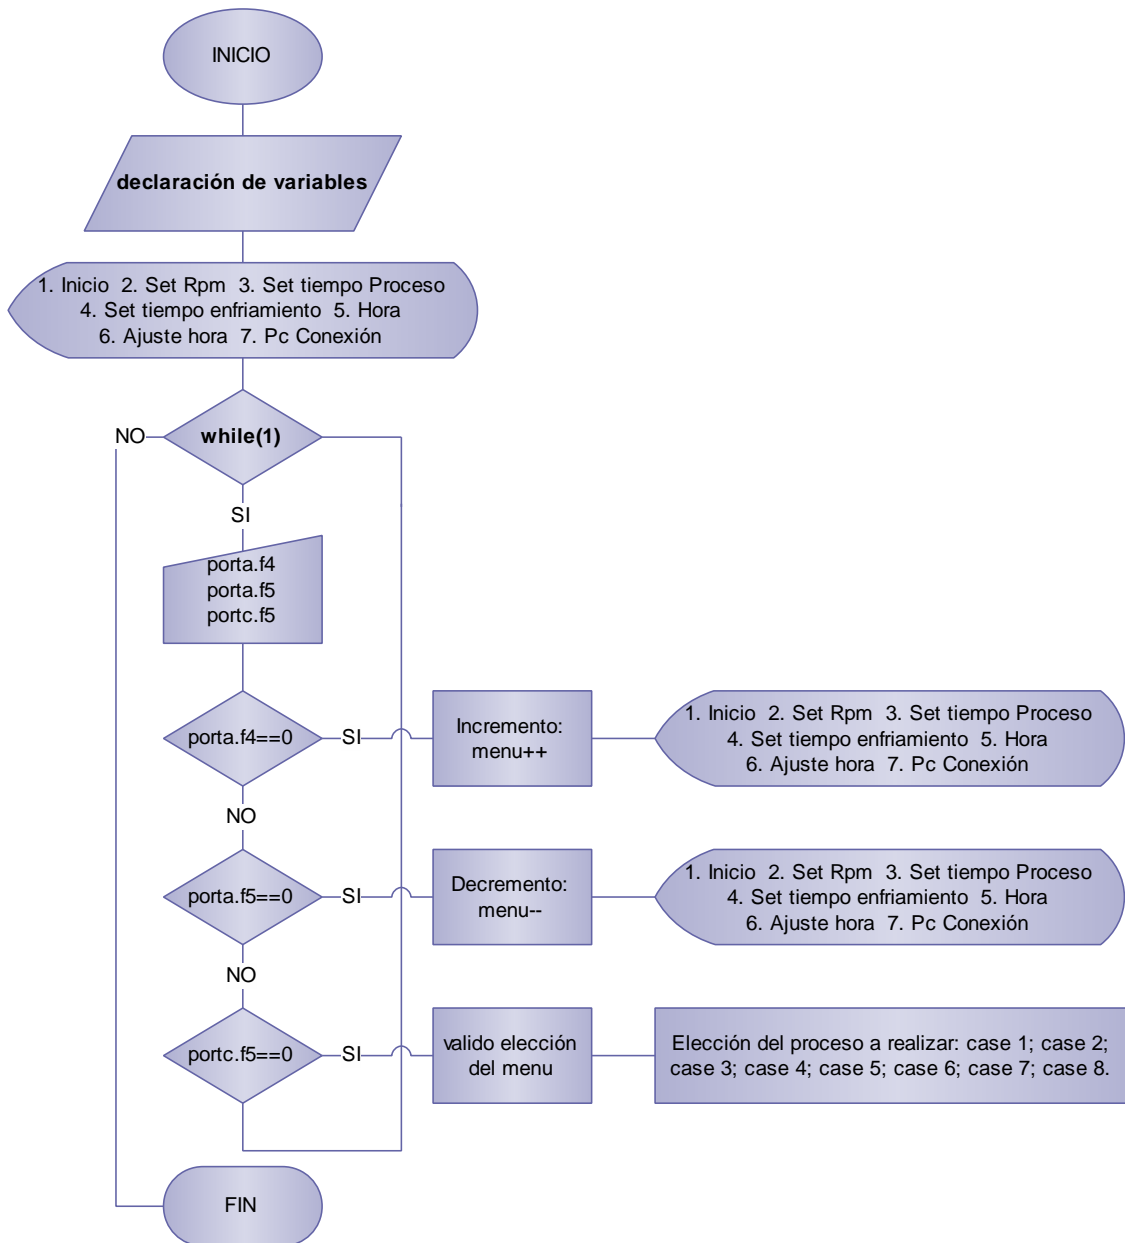 INICIO
declaración de variables
1. Inicio 2. Set Rpm 3. Set tiempo Proceso
4. Set tiempo enfriamiento 5. Hora
6. Ajuste hora 7. Pc Conexión
NO
while(1)
SI
porta.f4
porta.f5
portc.f5
porta.f4==0
SI
Incremento:
menu++
1. Inicio 2. Set Rpm 3. Set tiempo Proceso
4. Set tiempo enfriamiento 5. Hora
6. Ajuste hora 7. Pc Conexión
NO
porta.f5==0
SI
Decremento:
menu--
1. Inicio 2. Set Rpm 3. Set tiempo Proceso
4. Set tiempo enfriamiento 5. Hora
6. Ajuste hora 7. Pc Conexión
NO
portc.f5==0
SI
valido elección
del menu
Elección del proceso a realizar: case 1; case 2;
case 3; case 4; case 5; case 6; case 7; case 8.
FIN